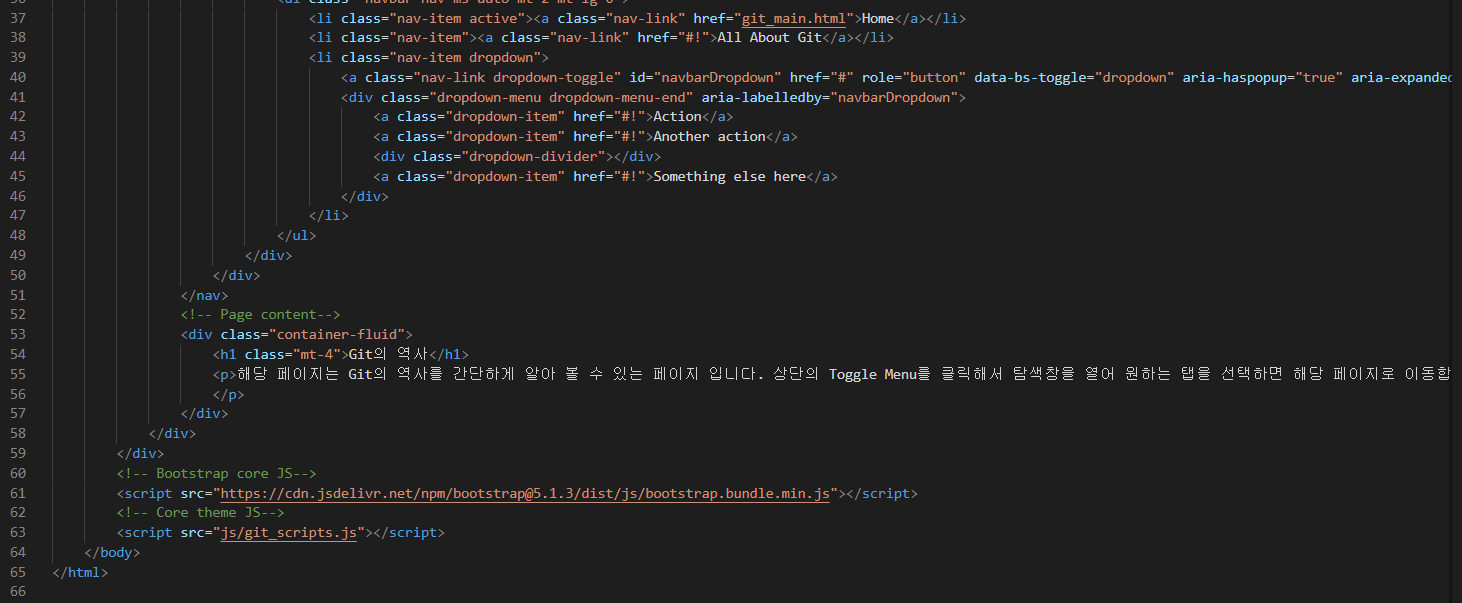 37 <li class="nav-item active"><a class="nav-link" href="git_main.html">Home</a></li>
38 <li class="nav-item"><a class="nav-link" href="#!">All About Git</a></li>
39 <li class="nav-item dropdown">
40 <a class="nav-link dropdown-toggle" id="navbarDropdown" href="#" role="button" data-bs-toggle="dropdown" aria-haspopup="true" aria-expanded
41 <div class="dropdown-menu dropdown-menu-end" aria-labelledby="navbarDropdown">
42 <a class="dropdown-item" href="#!">Action</a>
43 <a class="dropdown-item" href="#!">Another action</a>
44 <div class="dropdown-divider"></div>
45 <a class="dropdown-item" href="#!">Something else here</a>
46 </div>
47 </li>
48 </ul>
49 </div>
50 </div>
51 </nav>
52 <!-- Page content-->
53 <div class="container-fluid">
54 <h1 class="mt-4">Git의 역사</h1>
55 <p>해당 페이지는 Git의 역사를 간단하게 알아 볼 수 있는 페이지 입니다. 상단의 Toggle Menu를 클릭해서 탐색창을 열어 원하는 탭을 선택하면 해당 페이지로 이동합
56 </p>
57 </div>
58 </div>
59 </div>
60 <!-- Bootstrap core JS-->
61 <script src="https://cdn.jsdelivr.net/npm/bootstrap@5.1.3/dist/js/bootstrap.bundle.min.js"></script>
62 <!-- Core theme JS-->
63 <script src="js/git_scripts.js"></script>
64 </body>
65 </html>
66